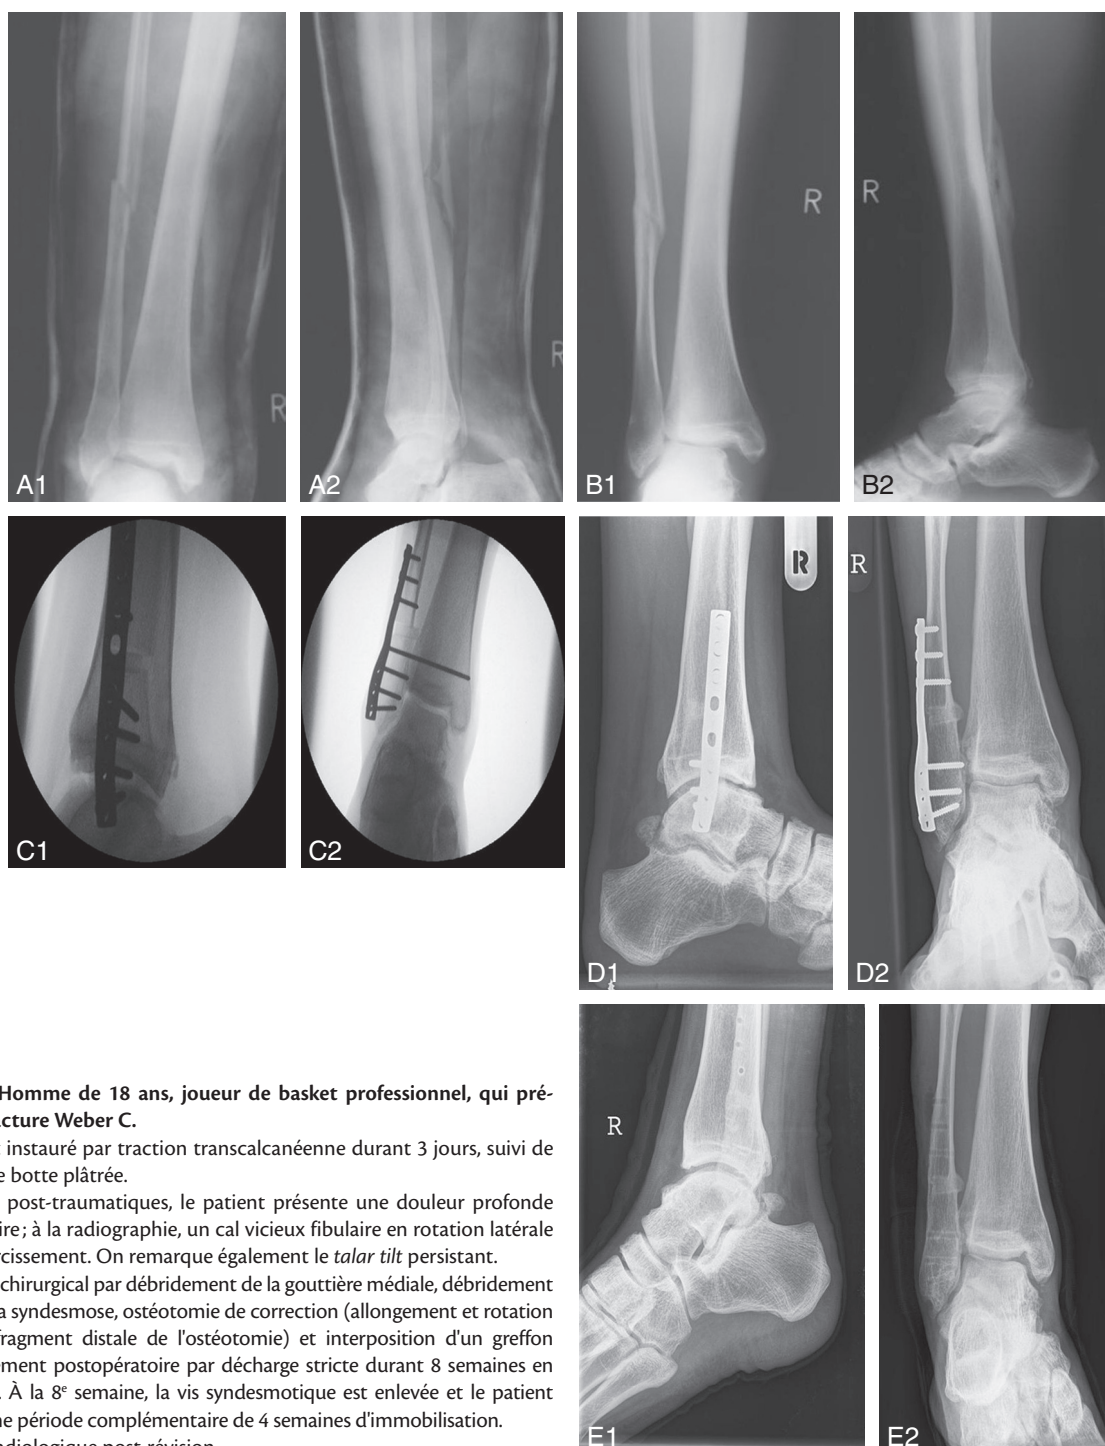 R
A1
R
A2
R
B1
R
B2
C1
C2
R
D1
R
D2
Homme de 18 ans, joueur de basket professionnel, qui pré-
cture Weber C.
instauré par traction transcalcanéenne durant 3 jours, suivi de
e botte plâtrée.
post-traumatiques, le patient présente une douleur profonde
ire ; à la radiographie, un cal vicieux fibulaire en rotation latérale
rcissement. On remarque également le talar tilt persistant.
chirurgical par débridement de la gouttière médiale, débridement
a syndesmose, ostéotomie de correction (allongement et rotation
fragment distale de l'ostéotomie) et interposition d'un greffon
ement postopératoire par décharge stricte durant 8 semaines en
. À la 8e semaine, la vis syndesmotique est enlevée et le patient
ne période complémentaire de 4 semaines d'immobilisation.
diologique post-révision
R
E1
E2